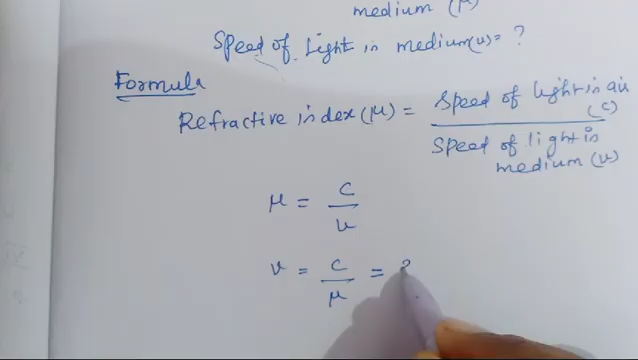 medium (μ)
Speed of light in medium(v) = ?
Formula
Refractive index(μ) = Speed of light in air (c)
Speed of light in medium (v)
μ = c / v
v = c / μ =